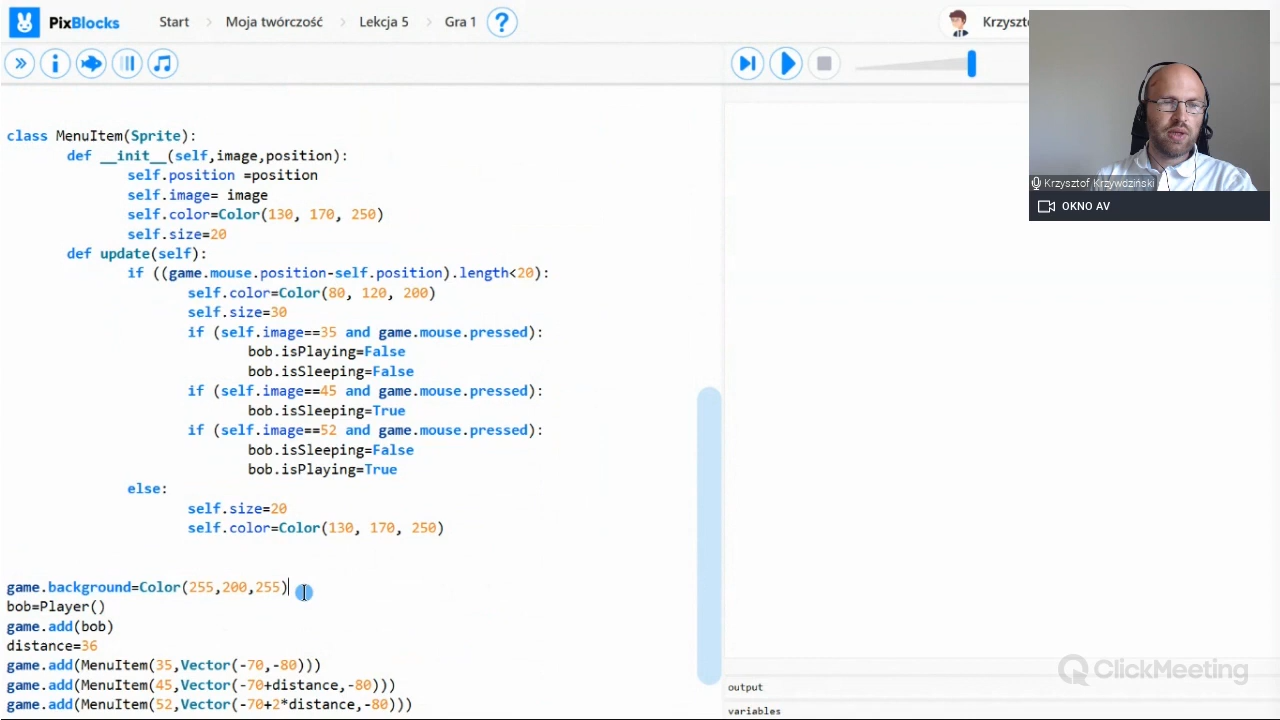 PixBlocks Start Moja twórczość Lekcja 5 Gra 1 ? Krzyszto
class MenuItem(Sprite):
def __init__(self,image,position):
self.position =position
self.image= image
self.color=Color(130, 170, 250)
self.size=20
def update(self):
if ((game.mouse.position-self.position).length<20):
self.color=Color(80, 120, 200)
self.size=30
if (self.image==35 and game.mouse.pressed):
bob.isPlaying=False
bob.isSleeping=False
if (self.image==45 and game.mouse.pressed):
bob.isSleeping=True
if (self.image==52 and game.mouse.pressed):
bob.isSleeping=False
bob.isPlaying=True
else:
self.size=20
self.color=Color(130, 170, 250)
game.background=Color(255,200,255)
bob=Player()
game.add(bob)
distance=36
game.add(MenuItem(35,Vector(-70,-80)))
game.add(MenuItem(45,Vector(-70+distance,-80)))
game.add(MenuItem(52,Vector(-70+2*distance,-80)))
Krzysztof Krzywdziński
OKNO AV
ClickMeeting
output
variables